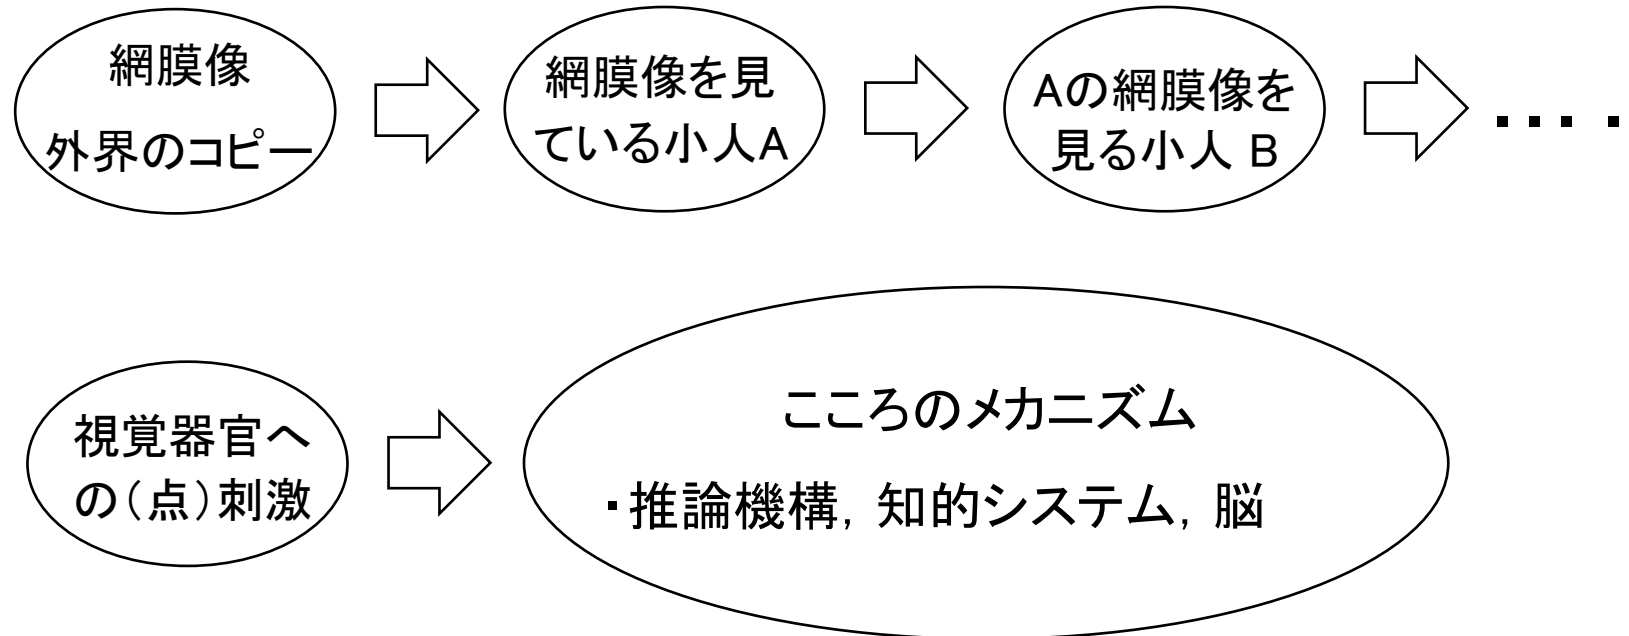 網膜像
外界のコピー
網膜像を見
ている小人A
Aの網膜像を
見る小人 B
・・・・
視覚器官へ
の（点）刺激
こころのメカニズム
・推論機構，知的システム，脳